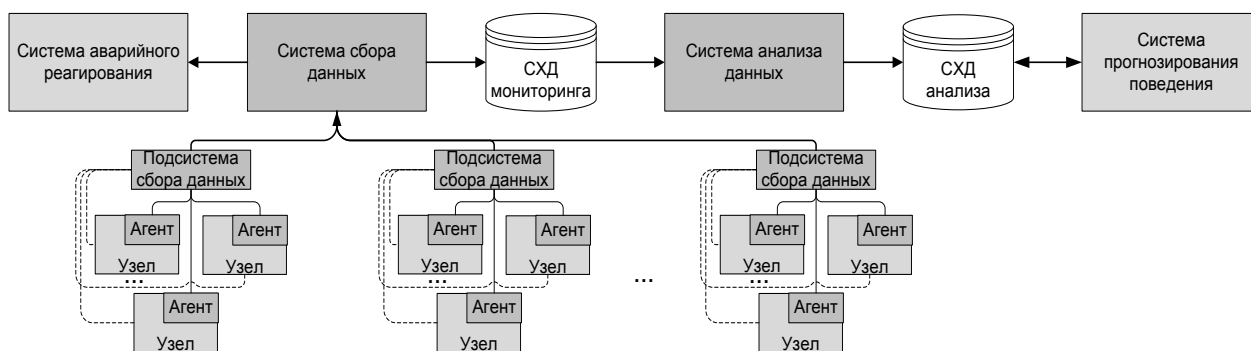 Система аварийного
реагирования
Система сбора
данных
СХД
мониторинга
Система анализа
данных
СХД
анализа
Система
прогнозирования
поведения
Подсистема
сбора данных
Подсистема
сбора данных
Подсистема
сбора данных
Агент
Узел
Агент
Узел
...
Агент
Узел
Агент
Узел
Агент
Узел
...
Агент
Узел
...
Агент
Узел
Агент
Узел
...
Агент
Узел